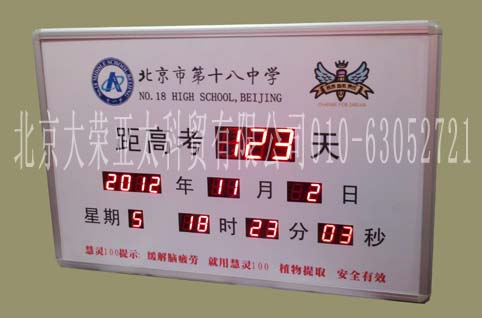 北京市第十八中学
NO.18 HIGH SCHOOL,BEIJING
CHASING FOR DREAM
距高考 123 天
北京大荣亚太科贸有限公司010-63052721
2012 年 11 月 2 日
星期 5 18 时 23 分 03 秒
慧灵100提示: 缓解脑疲劳 就用慧灵100 植物提取 安全有效